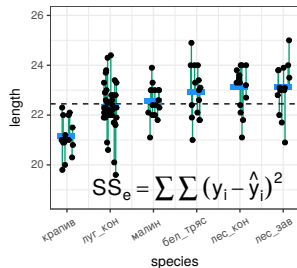 26
24
22
20
length
SSₑ = ∑ ∑ (yᵢ − ŷᵢ)²
крапив
луг_кон
малин
бел_тряс
лес_кон
лес_зав
species